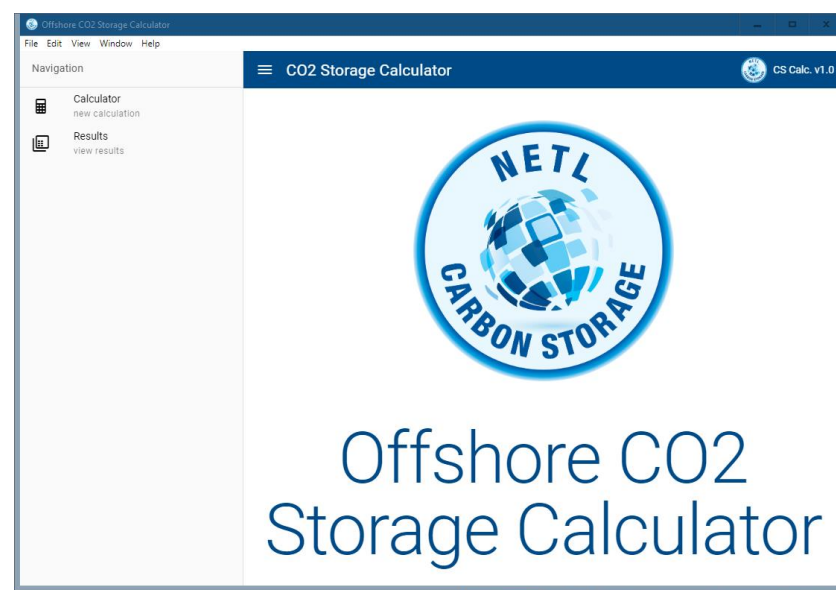 Offshore CO2 Storage Calculator
File Edit View Window Help
Navigation
CO2 Storage Calculator
NETL
CS Calc. v1.0
Calculator
new calculation
Results
view results
NETL
CARBON STORAGE
Offshore CO2
Storage Calculator